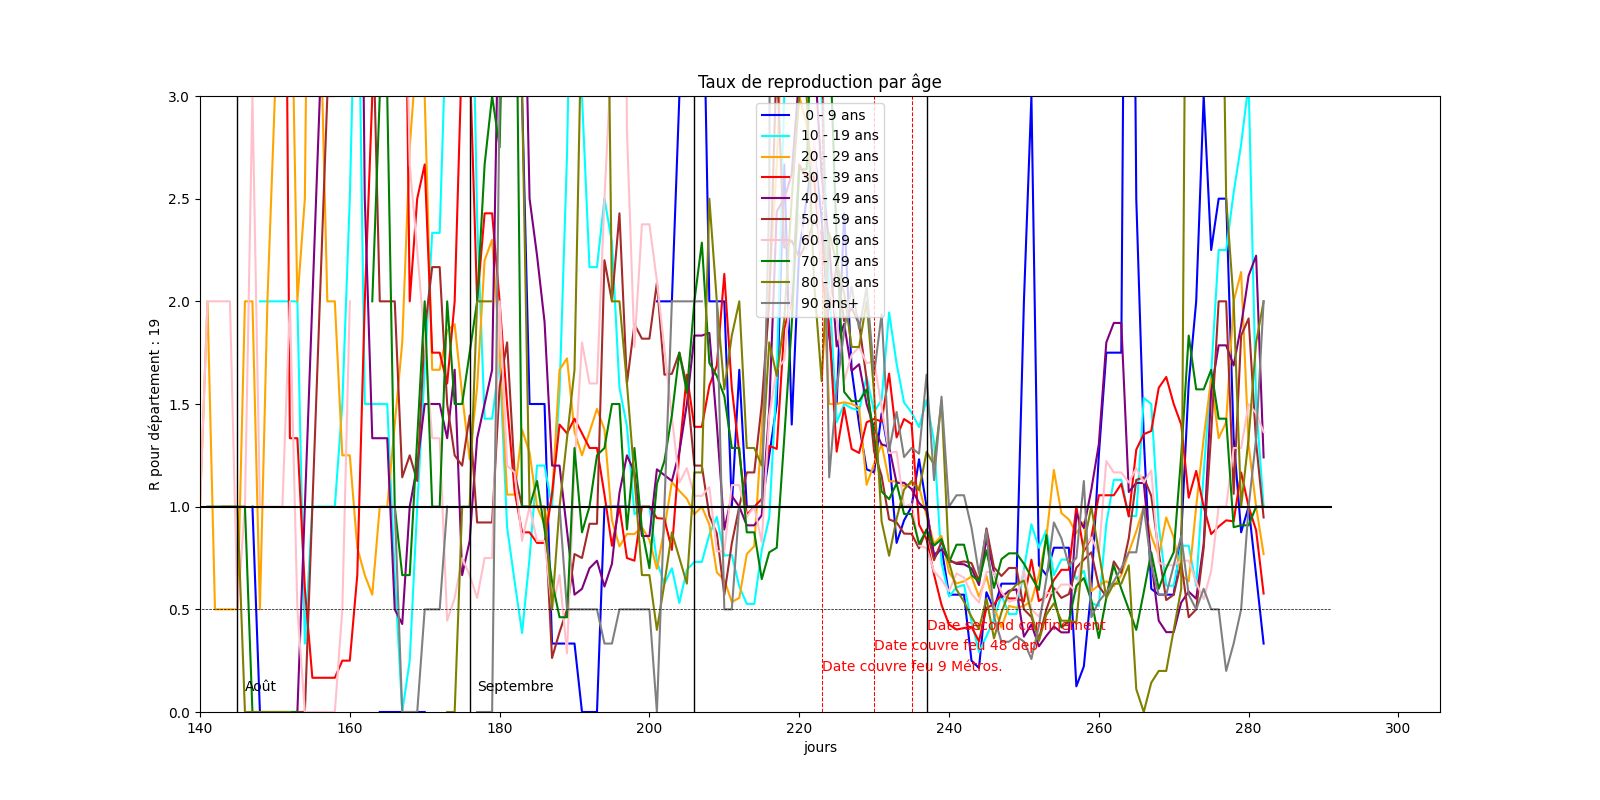 Taux de reproduction par âge
R pour département : 19
3.0
2.5
2.0
1.5
1.0
0.5
0.0
0 - 9 ans
10 - 19 ans
20 - 29 ans
30 - 39 ans
40 - 49 ans
50 - 59 ans
60 - 69 ans
70 - 79 ans
80 - 89 ans
90 ans+
Date second confinement
Date couvre feu 48 dep
Date couvre feu 9 Métros.
Août
Septembre
140 160 180 200 220 240 260 280 300
jours